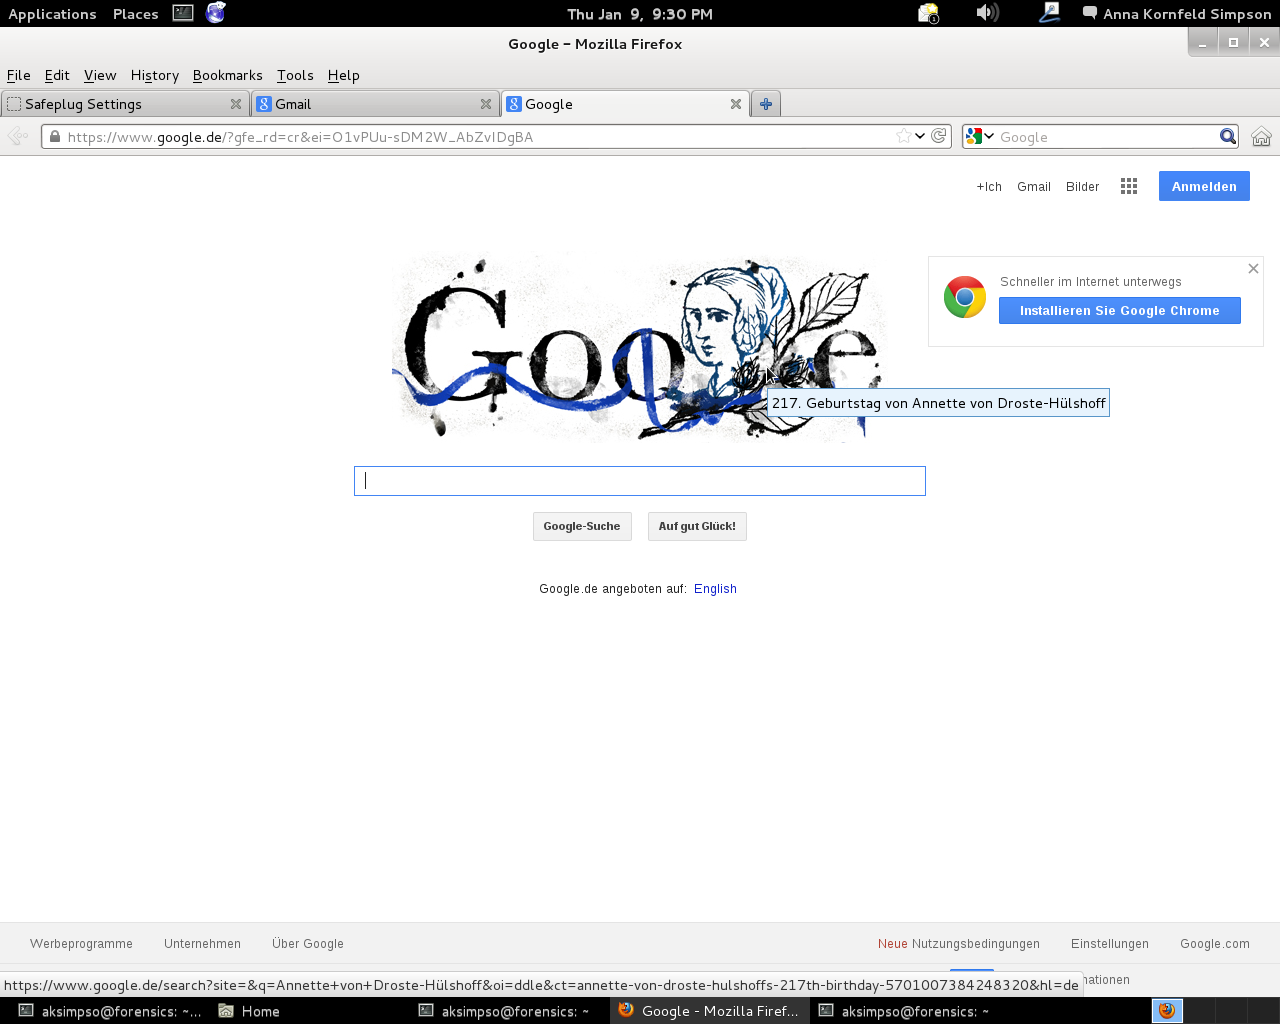 Applications Places Thu Jan 9, 9:30 PM 1 Anna Kornfeld Simpson
Google - Mozilla Firefox
File Edit View History Bookmarks Tools Help
Safeplug Settings 8 Gmail 8 Google
https://www.google.de/?gfe_rd=cr&ei=O1vPUu-sDM2W_AbZvIDgBA Google
+Ich Gmail Bilder Anmelden
Google
Schneller im Internet unterwegs
Installieren Sie Google Chrome
217. Geburtstag von Annette von Droste-Hülshoff
Google-Suche Auf gut Glück!
Google.de angeboten auf: English
Werbeprogramme Unternehmen Über Google Neue Nutzungsbedingungen Einstellungen Google.com
mationen
https://www.google.de/search?site=&q=Annette+von+Droste-Hülshoff&oi=ddle&ct=annette-von-droste-hulshoffs-217th-birthday-5701007384248320&hl=de
aksimpso@forensics: ~... Home aksimpso@forensics: ~ Google - Mozilla Firef... aksimpso@forensics: ~